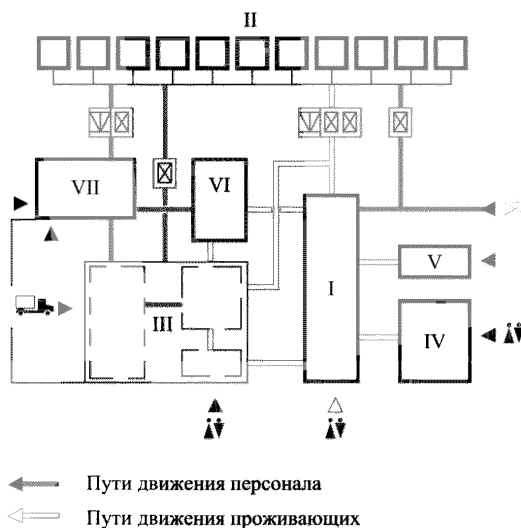 II
VII
VI
I
V
III
IV
Пути движения персонала
Пути движения проживающих